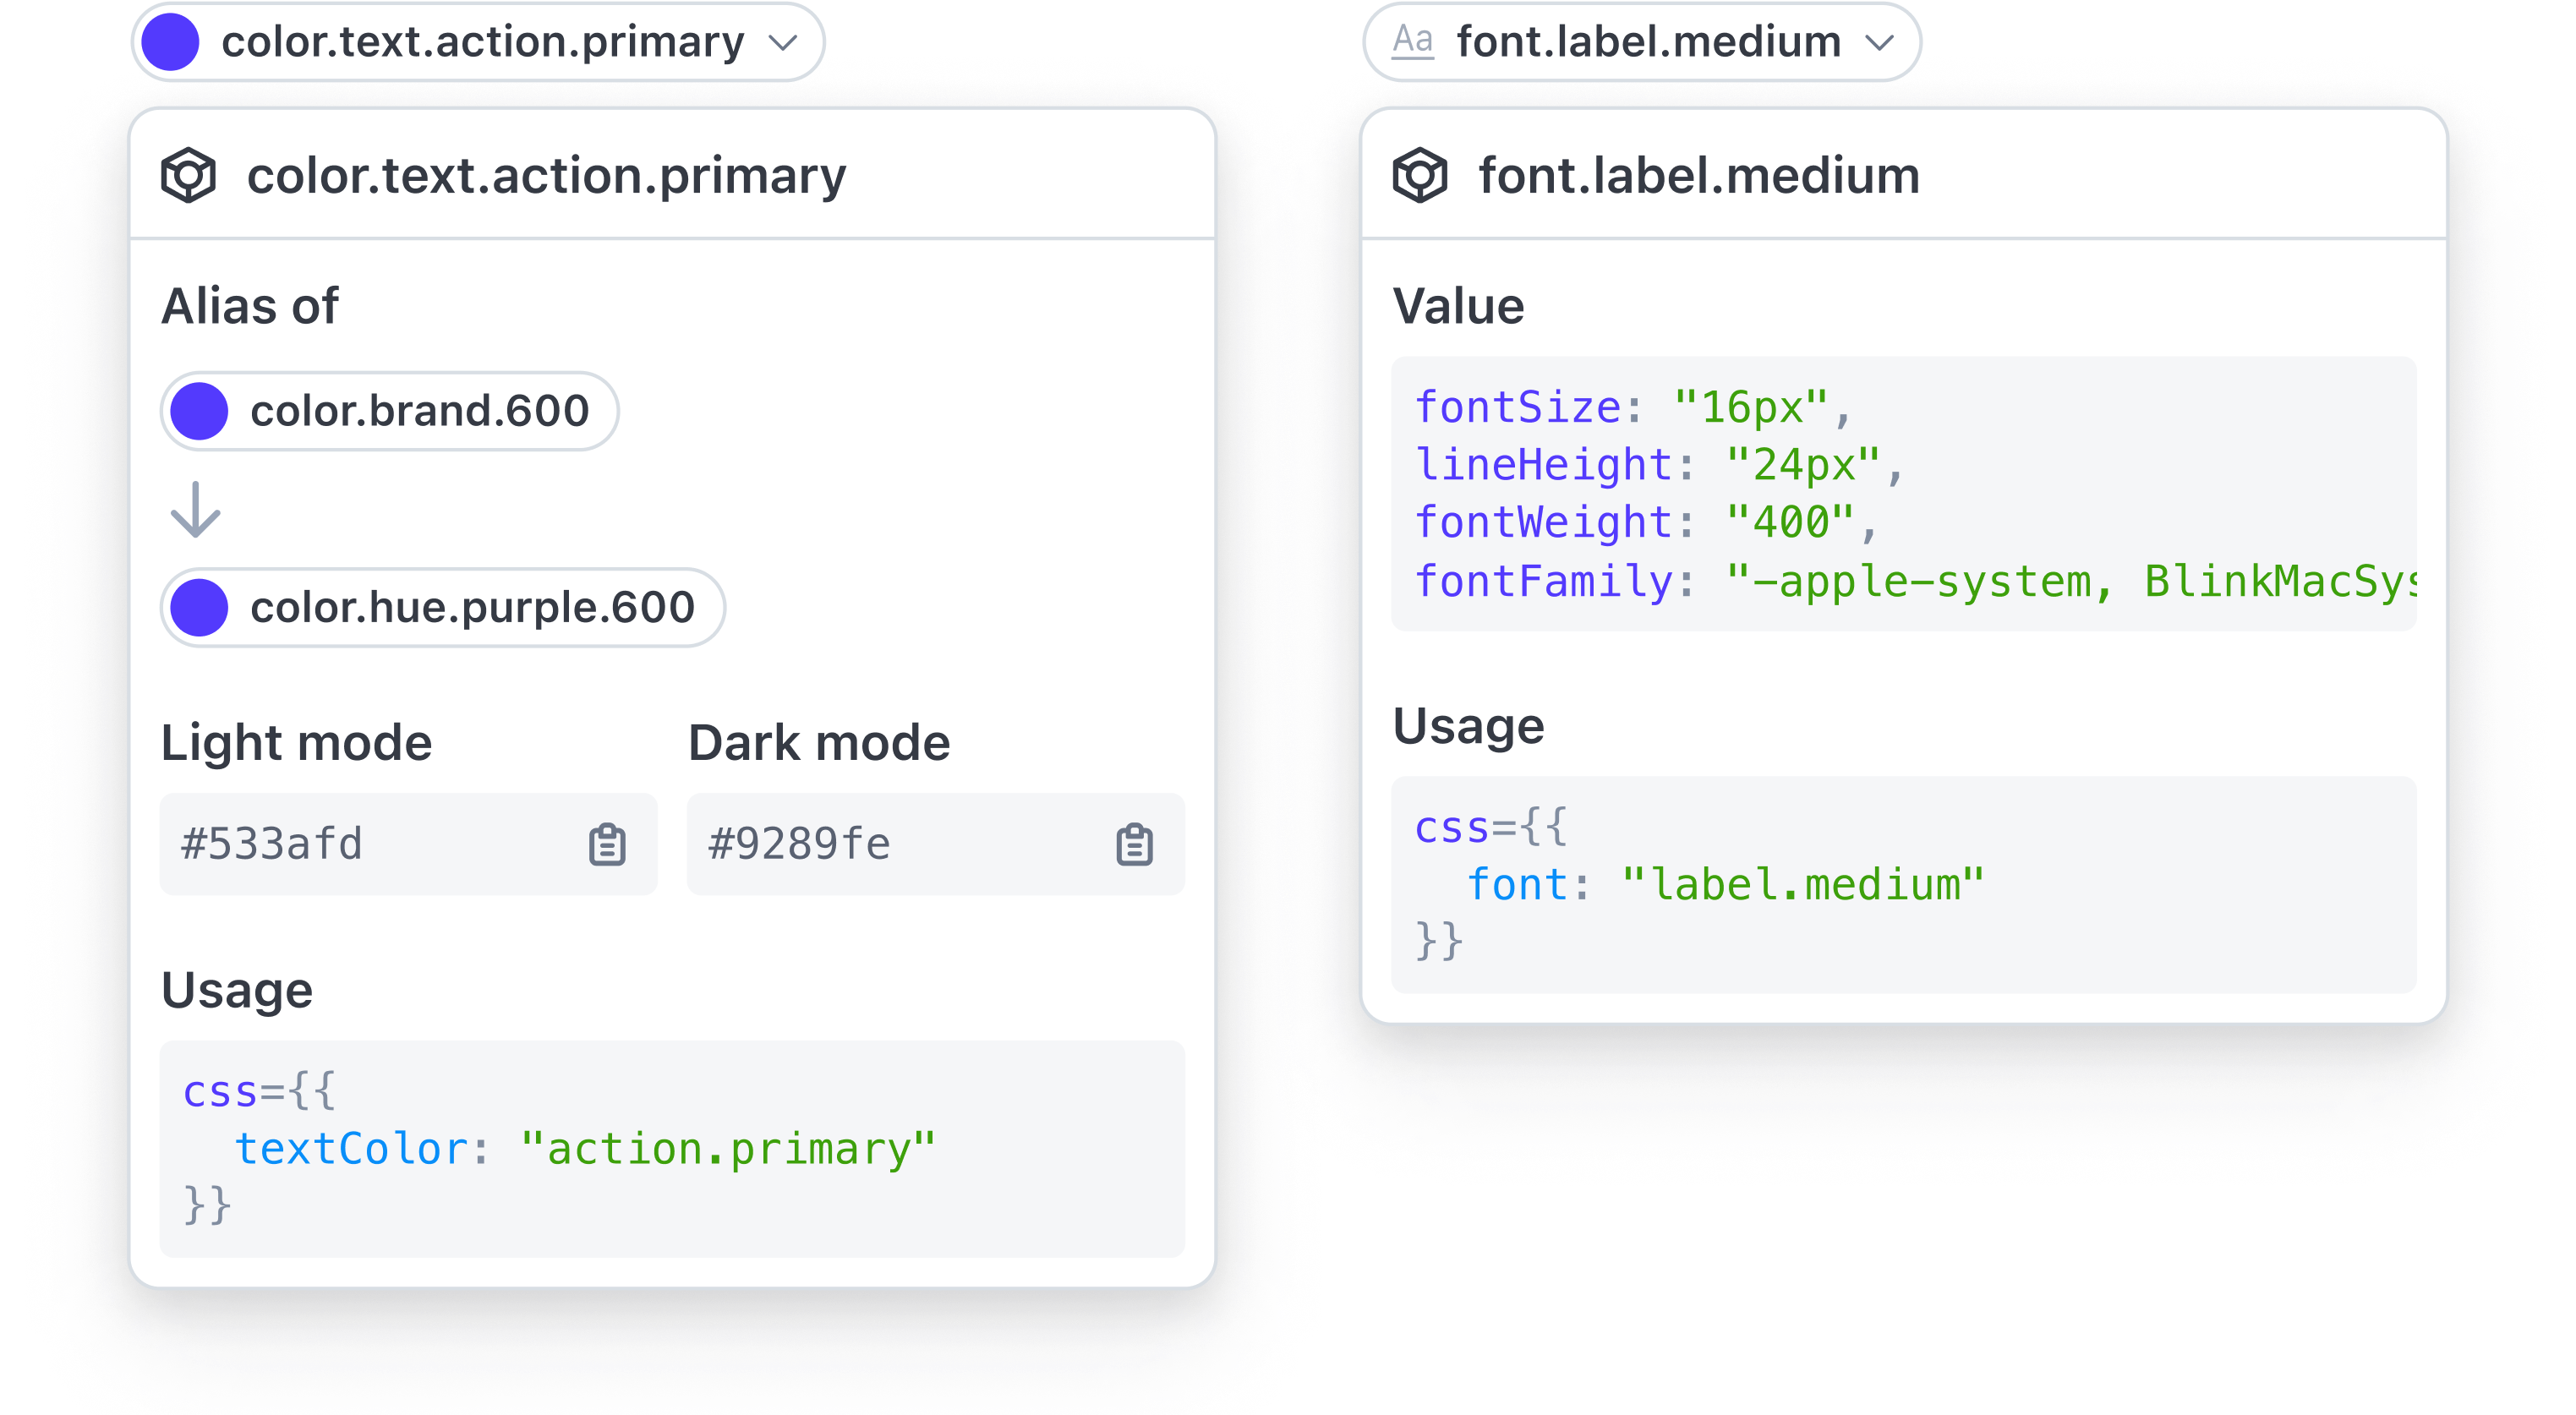 color.text.action.primary
color.text.action.primary
Alias of
color.brand.600
color.hue.purple.600
Light mode
Dark mode
#533afd
#9289fe
Usage
css={{
  textColor: "action.primary"
}}
Aa font.label.medium
font.label.medium
Value
fontSize: "16px",
lineHeight: "24px",
fontWeight: "400",
fontFamily: "-apple-system, BlinkMacSys
Usage
css={{
  font: "label.medium"
}}